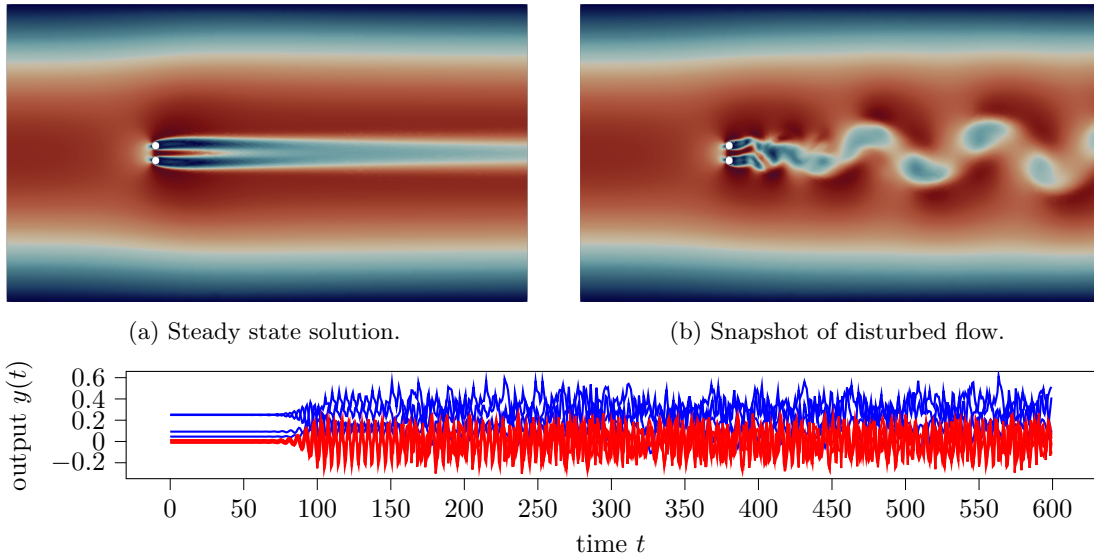 (a) Steady state solution.
(b) Snapshot of disturbed flow.
output y(t)
0.6
0.4
0.2
0
−0.2
0 50 100 150 200 250 300 350 400 450 500 550 600
time t